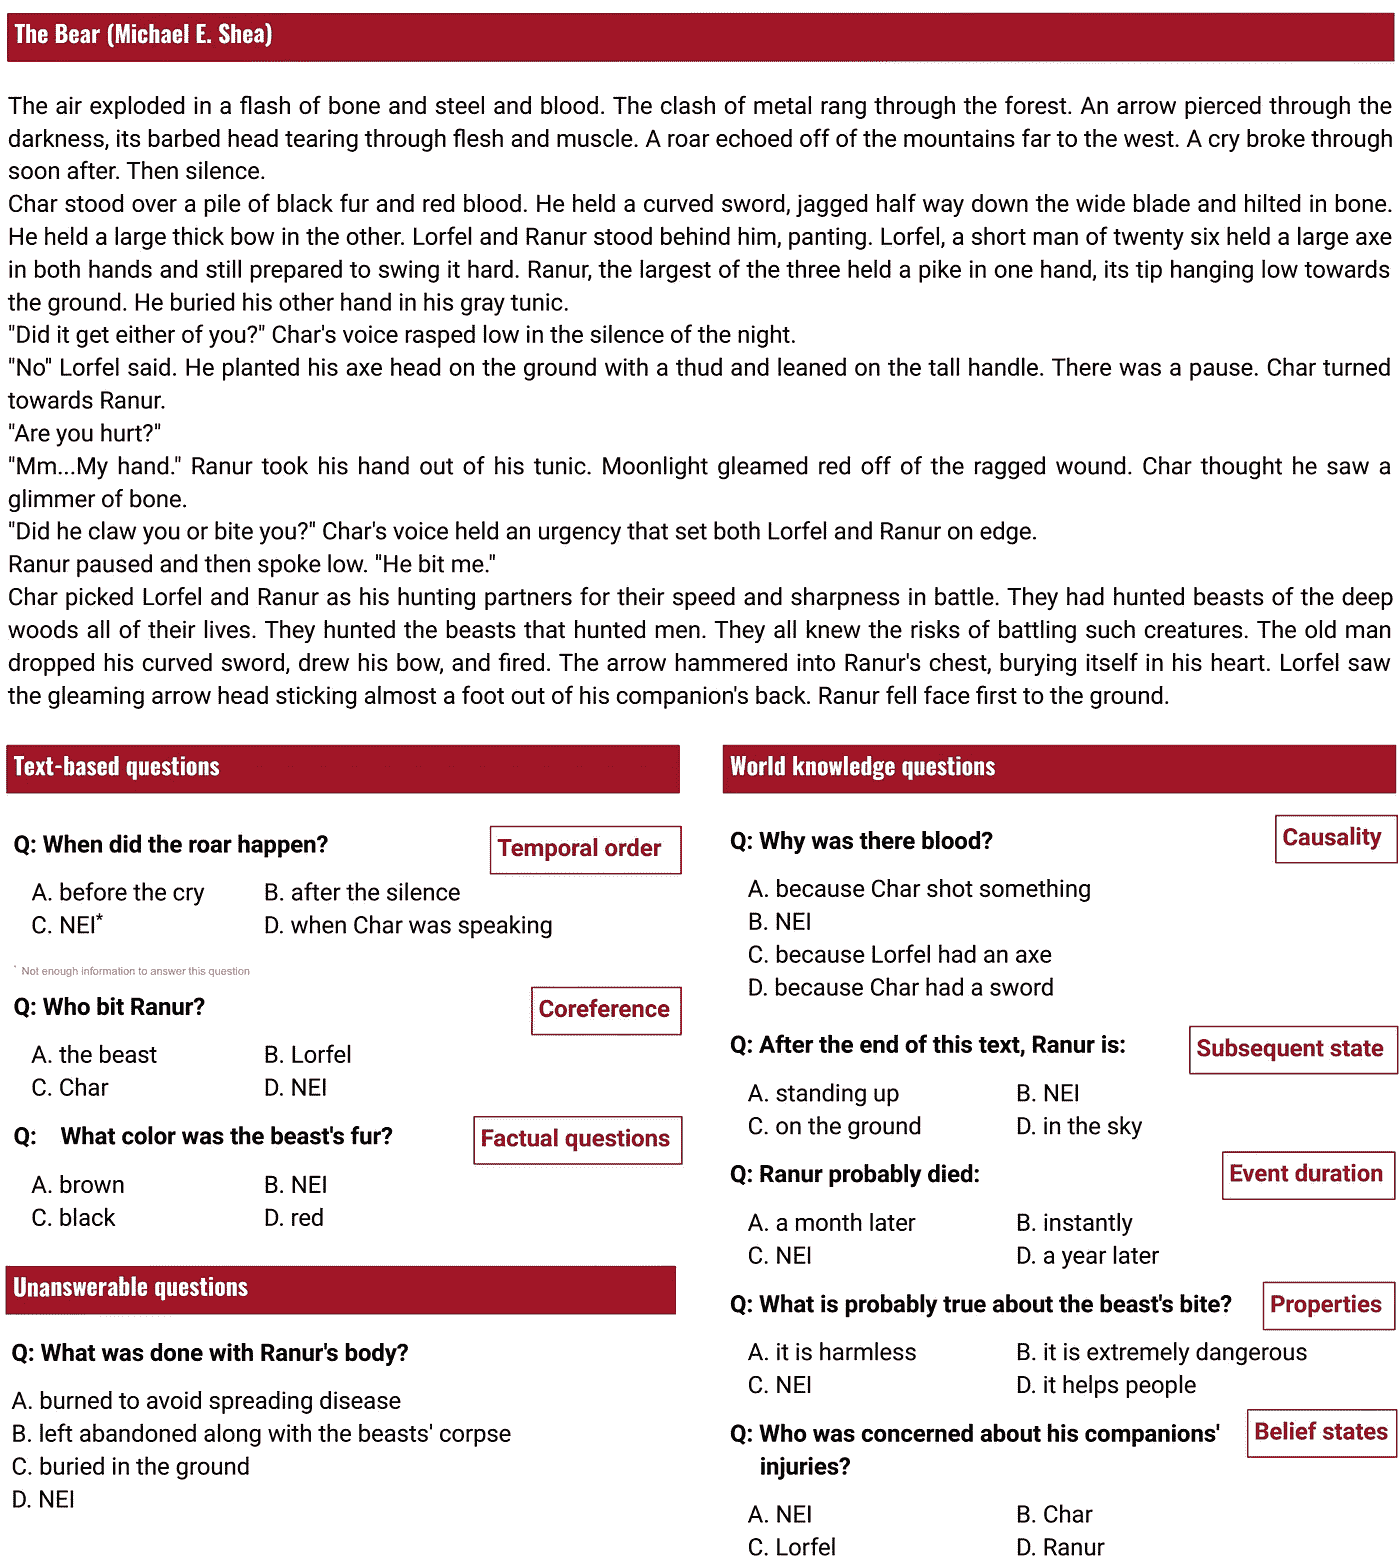 The Bear (Michael E. Shea)
The air exploded in a flash of bone and steel and blood. The clash of metal rang through the forest. An arrow pierced through the
darkness, its barbed head tearing through flesh and muscle. A roar echoed off of the mountains far to the west. A cry broke through
soon after. Then silence.
Char stood over a pile of black fur and red blood. He held a curved sword, jagged half way down the wide blade and hilted in bone.
He held a large thick bow in the other. Lorfel and Ranur stood behind him, panting. Lorfel, a short man of twenty six held a large axe
in both hands and still prepared to swing it hard. Ranur, the largest of the three held a pike in one hand, its tip hanging low towards
the ground. He buried his other hand in his gray tunic.
"Did it get either of you?" Char's voice rasped low in the silence of the night.
"No" Lorfel said. He planted his axe head on the ground with a thud and leaned on the tall handle. There was a pause. Char turned
towards Ranur.
"Are you hurt?"
"Mm...My hand." Ranur took his hand out of his tunic. Moonlight gleamed red off of the ragged wound. Char thought he saw a
glimmer of bone.
"Did he claw you or bite you?" Char's voice held an urgency that set both Lorfel and Ranur on edge.
Ranur paused and then spoke low. "He bit me."
Char picked Lorfel and Ranur as his hunting partners for their speed and sharpness in battle. They had hunted beasts of the deep
woods all of their lives. They hunted the beasts that hunted men. They all knew the risks of battling such creatures. The old man
dropped his curved sword, drew his bow, and fired. The arrow hammered into Ranur's chest, burying itself in his heart. Lorfel saw
the gleaming arrow head sticking almost a foot out of his companion's back. Ranur fell face first to the ground.
Text-based questions
Q: When did the roar happen?
Temporal order
A. before the cry B. after the silence
C. NEI* D. when Char was speaking
* Not enough information to answer this question
Q: Who bit Ranur?
Coreference
A. the beast B. Lorfel
C. Char D. NEI
Q: What color was the beast's fur?
Factual questions
A. brown B. NEI
C. black D. red
Unanswerable questions
Q: What was done with Ranur's body?
A. burned to avoid spreading disease
B. left abandoned along with the beasts' corpse
C. buried in the ground
D. NEI
World knowledge questions
Q: Why was there blood?
Causality
A. because Char shot something
B. NEI
C. because Lorfel had an axe
D. because Char had a sword
Q: After the end of this text, Ranur is:
Subsequent state
A. standing up B. NEI
C. on the ground D. in the sky
Q: Ranur probably died:
Event duration
A. a month later B. instantly
C. NEI D. a year later
Q: What is probably true about the beast's bite?
Properties
A. it is harmless B. it is extremely dangerous
C. NEI D. it helps people
Q: Who was concerned about his companions'
injuries?
Belief states
A. NEI B. Char
C. Lorfel D. Ranur